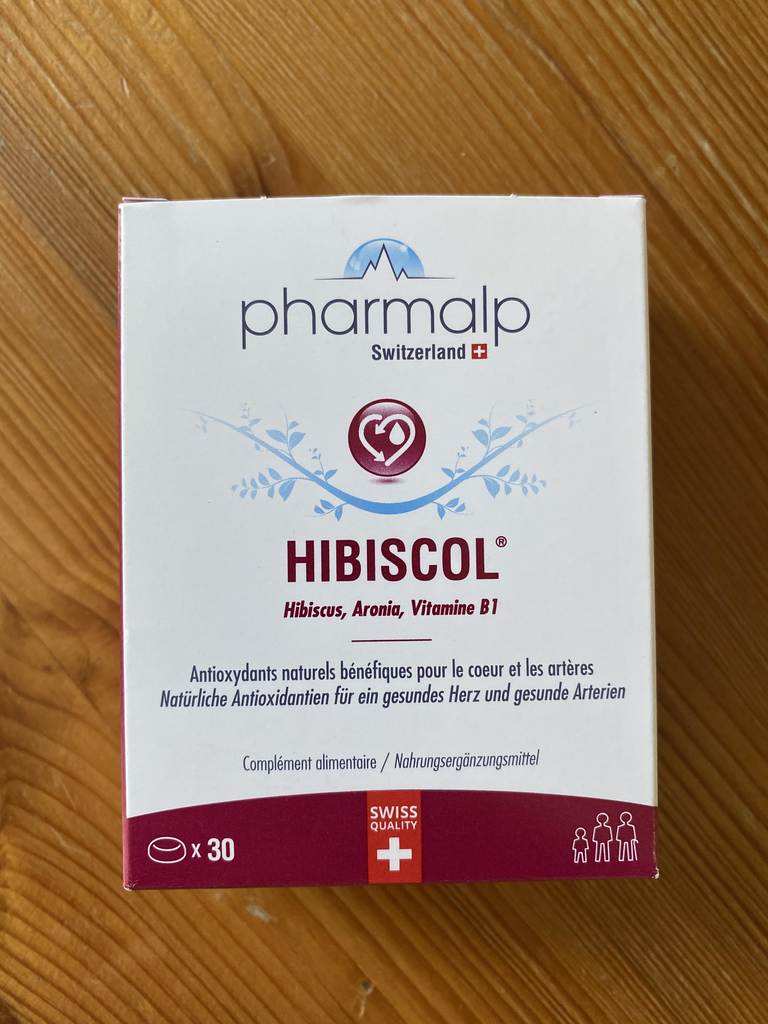 pharmalp
Switzerland
HIBISCOL®
Hibiscus, Aronia, Vitamine B1
Antioxydants naturels bénéfiques pour le coeur et les artères
Natürliche Antioxidantien für ein gesundes Herz und gesunde Arterien
Complément alimentaire / Nahrungsergänzungsmittel
x 30
SWISS
QUALITY